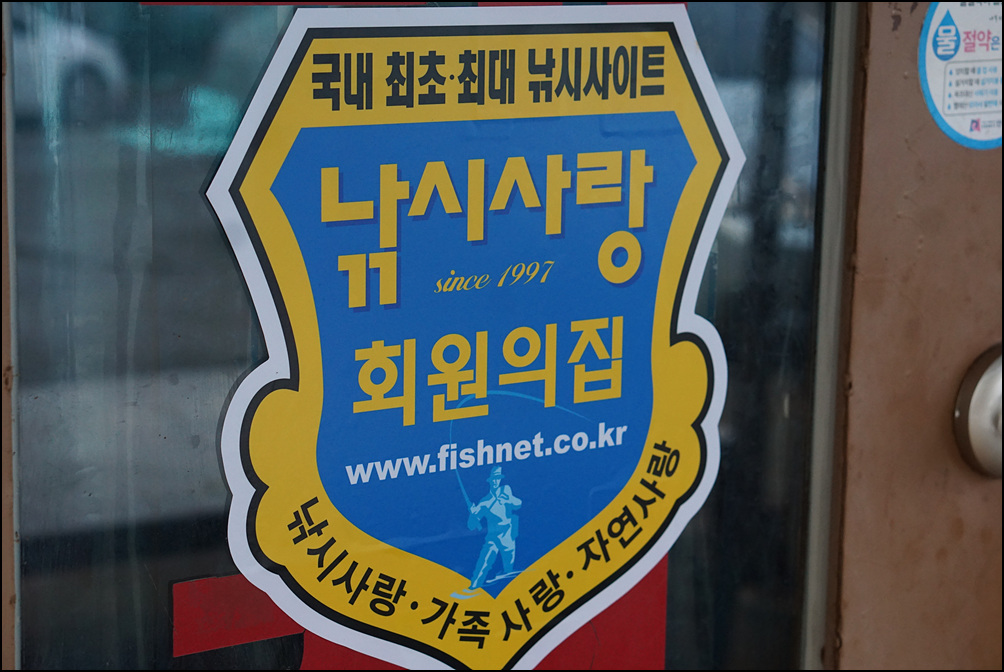 국내 최초·최대 낚시사이트
낚시사랑
since 1997
회원의집
www.fishnet.co.kr
낚시사랑·가족사랑·자연사랑
물 절약은